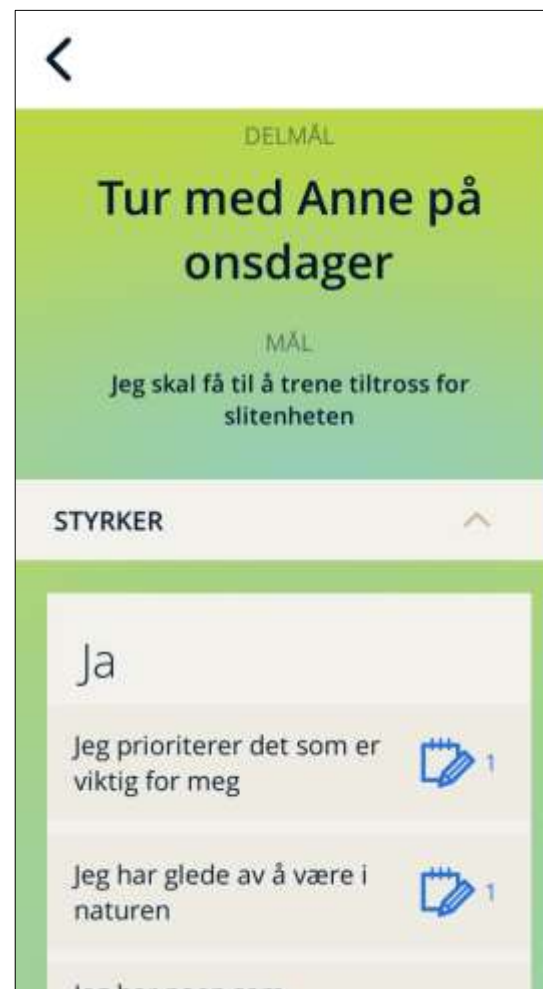 DELMÅL
Tur med Anne på
onsdager
MÅL
Jeg skal få til å trene tiltross for
slitenheten
STYRKER
Ja
Jeg prioriterer det som er
viktig for meg
1
Jeg har glede av å være i
naturen
1